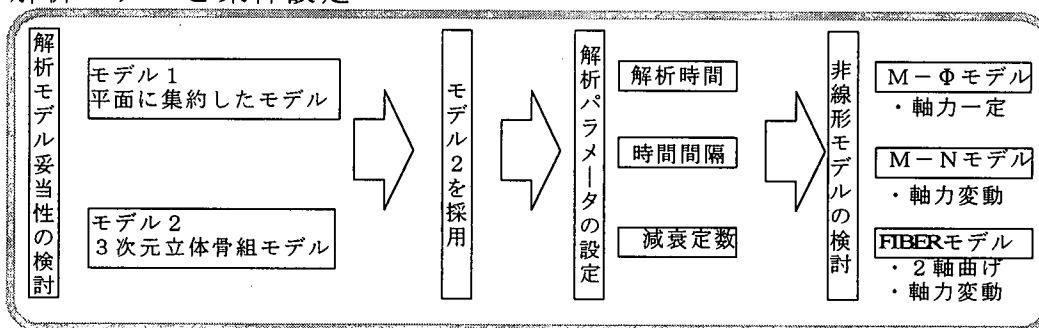 解析モデル妥当性の検討
モデル1
平面に集約したモデル
モデル2
3次元立体骨組モデル
モデル2を採用
解析パラメータの設定
解析時間
時間間隔
減衰定数
非線形モデルの検討
M－Φモデル
・軸力一定
M－Nモデル
・軸力変動
FIBERモデル
・2軸曲げ
・軸力変動